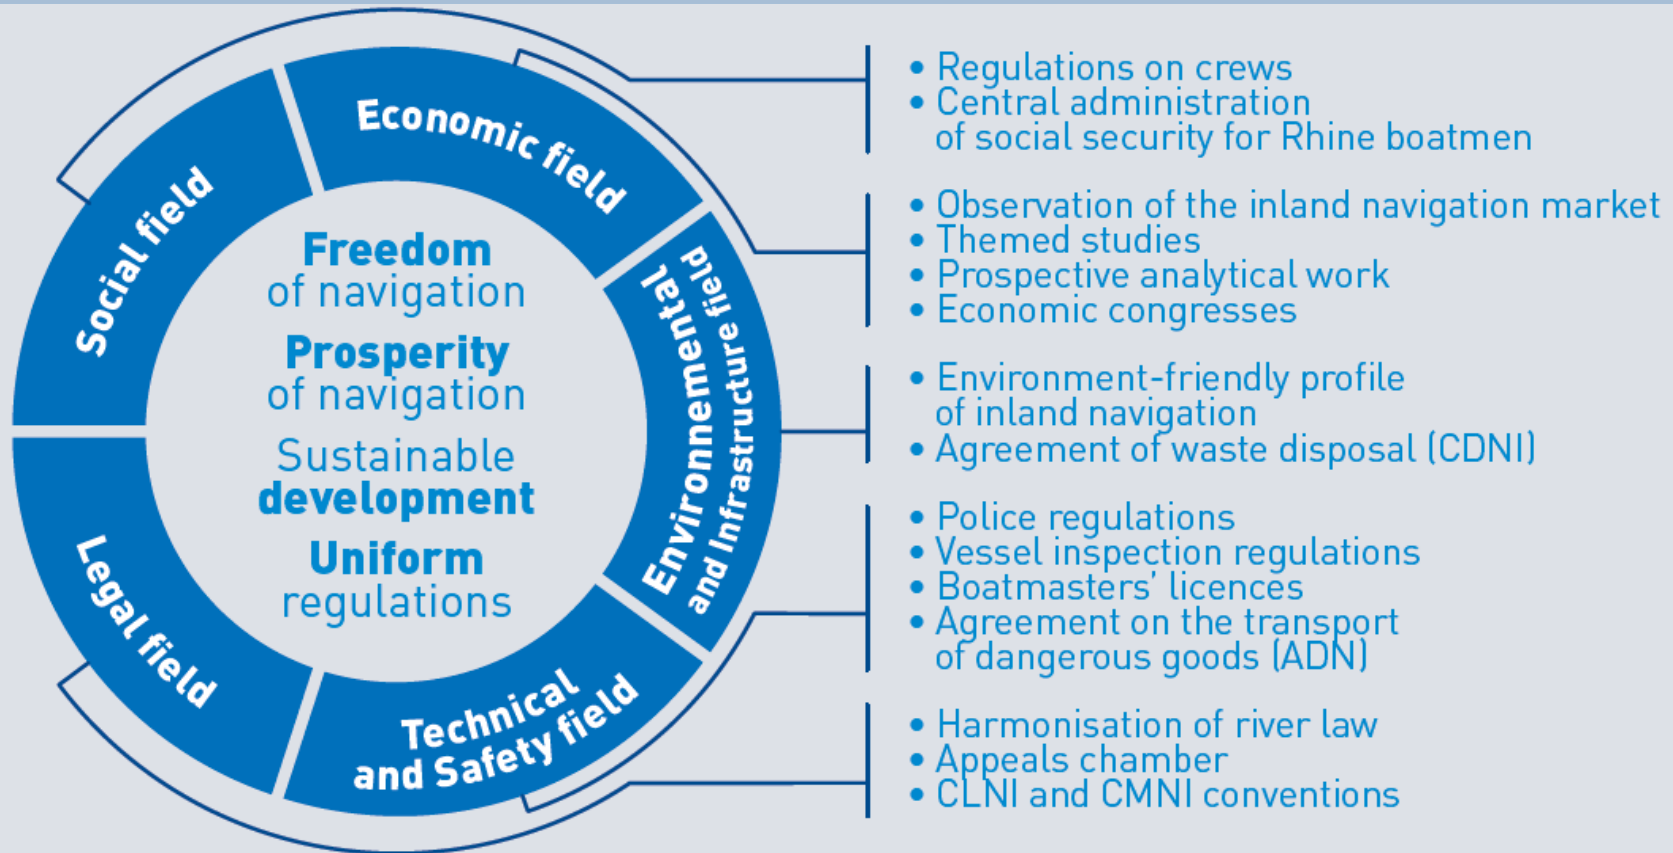 Social field
Economic field
Environnemental
and Infrastructure field
Technical
and Safety field
Legal field
Freedom
of navigation
Prosperity
of navigation
Sustainable
development
Uniform
regulations
• Regulations on crews
• Central administration
of social security for Rhine boatmen
• Observation of the inland navigation market
• Themed studies
• Prospective analytical work
• Economic congresses
• Environment-friendly profile
of inland navigation
• Agreement of waste disposal (CDNI)
• Police regulations
• Vessel inspection regulations
• Boatmasters’ licences
• Agreement on the transport
of dangerous goods (ADN)
• Harmonisation of river law
• Appeals chamber
• CLNI and CMNI conventions